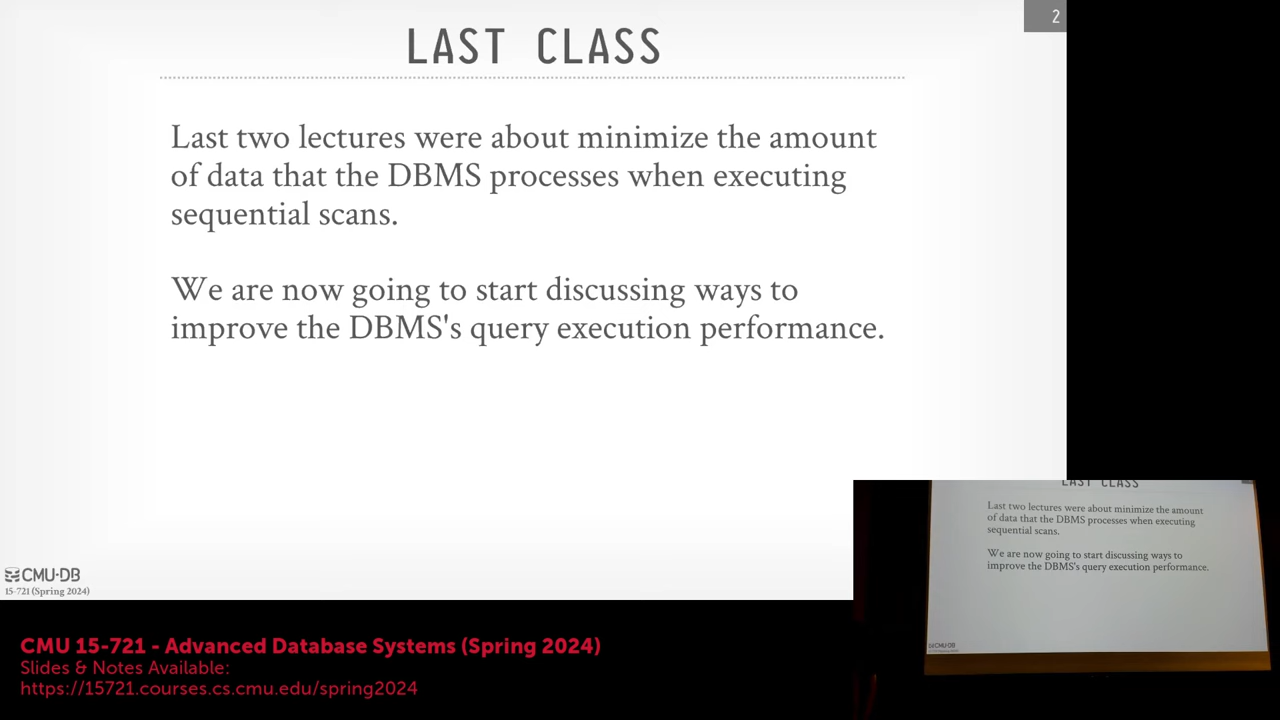 2
LAST CLASS
Last two lectures were about minimize the amount
of data that the DBMS processes when executing
sequential scans.
We are now going to start discussing ways to
improve the DBMS's query execution performance.
CMU·DB
15-721 (Spring 2024)
LAST CLASS
Last two lectures were about minimize the amount
of data that the DBMS processes when executing
sequential scans.
We are now going to start discussing ways to
improve the DBMS's query execution performance.
CMU·DB
CMU 15-721 - Advanced Database Systems (Spring 2024)
Slides & Notes Available:
https://15721.courses.cs.cmu.edu/spring2024